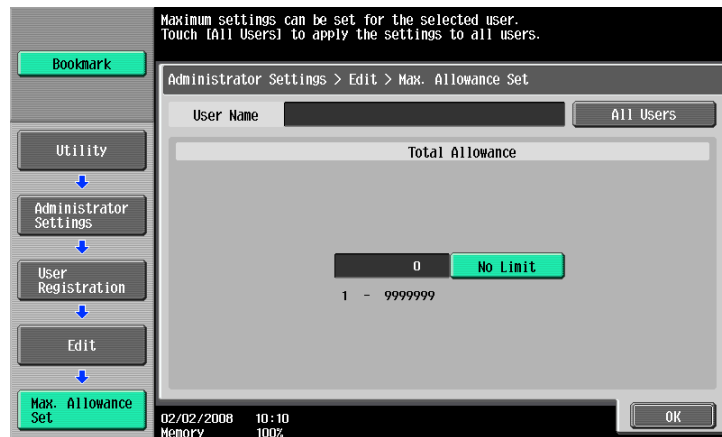 Maximum settings can be set for the selected user.
Touch [All Users] to apply the settings to all users.
Bookmark
Administrator Settings > Edit > Max. Allowance Set
User Name
All Users
Utility
Total Allowance
Administrator
Settings
User
Registration
0 No Limit
1 - 9999999
Edit
Max. Allowance
Set
02/02/2008 10:10
Memory 100%
OK